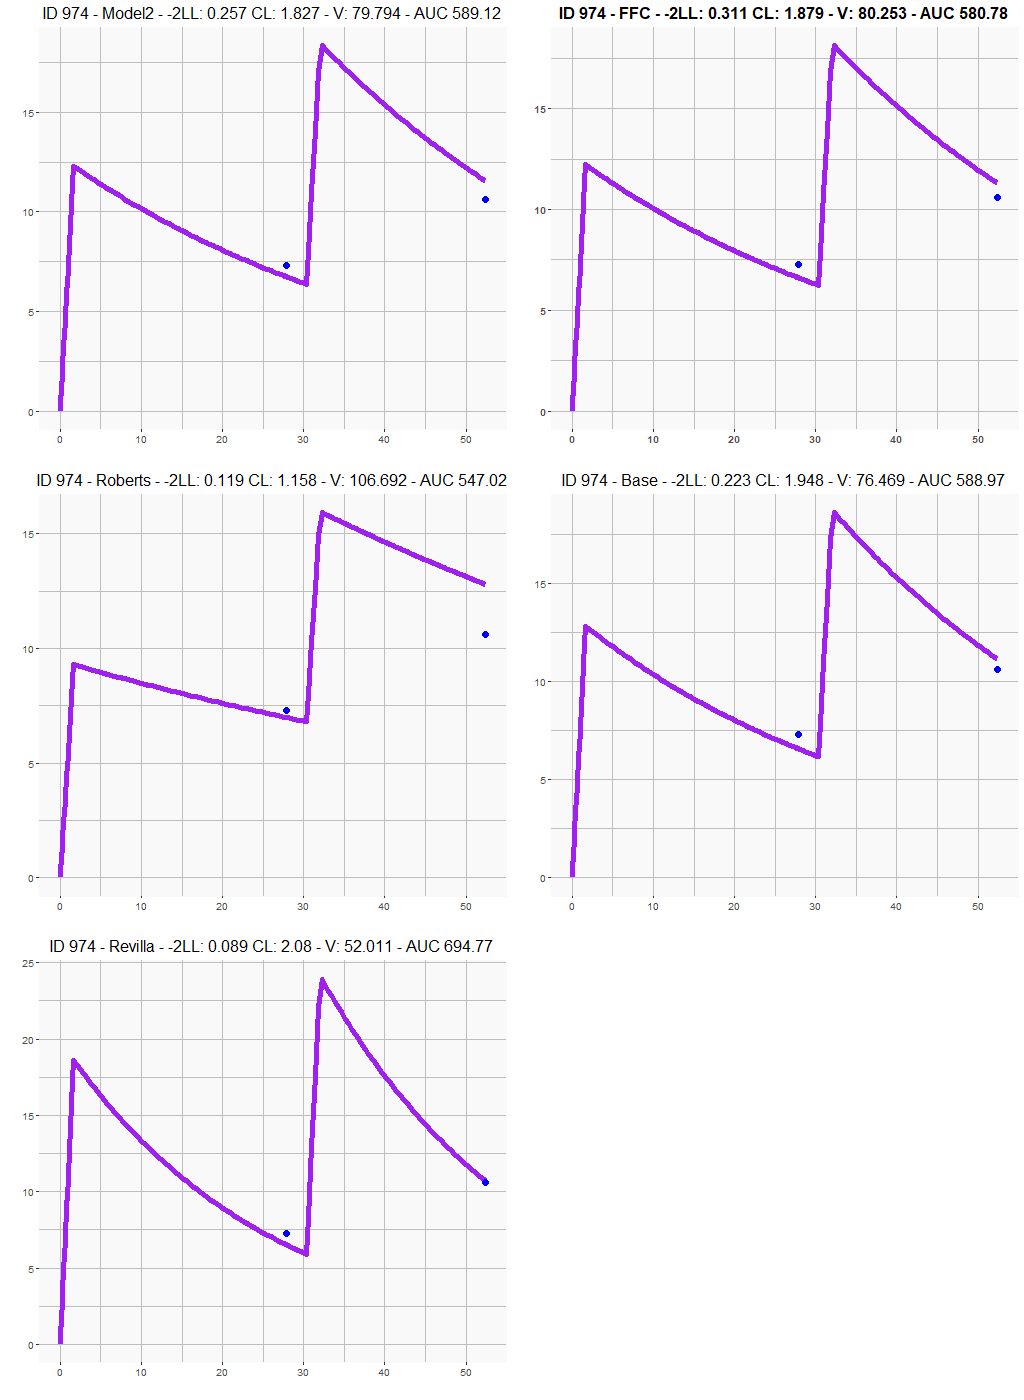 ID 974 - Model2 - -2LL: 0.257 CL: 1.827 - V: 79.794 - AUC 589.12
15
10
5
0
0 10 20 30 40 50
ID 974 - FFC - -2LL: 0.311 CL: 1.879 - V: 80.253 - AUC 580.78
15
10
5
0
0 10 20 30 40 50
ID 974 - Roberts - -2LL: 0.119 CL: 1.158 - V: 106.692 - AUC 547.02
15
10
5
0
0 10 20 30 40 50
ID 974 - Base - -2LL: 0.223 CL: 1.948 - V: 76.469 - AUC 588.97
15
10
5
0
0 10 20 30 40 50
ID 974 - Revilla - -2LL: 0.089 CL: 2.08 - V: 52.011 - AUC 694.77
25
20
15
10
5
0
0 10 20 30 40 50